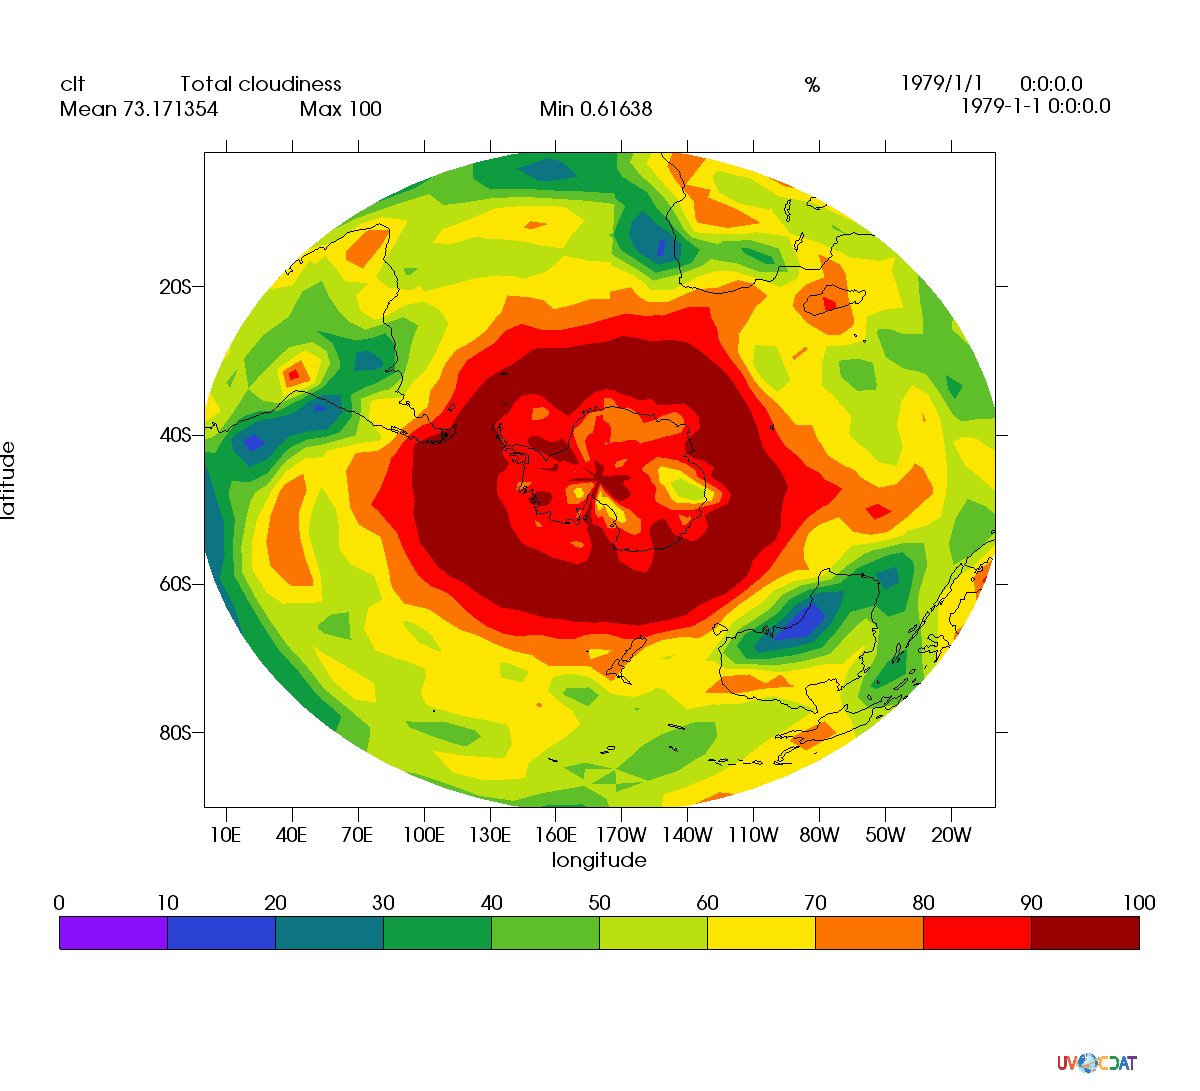 clt Total cloudiness % 1979/1/1 0:0:0.0
Mean 73.171354 Max 100 Min 0.61638 1979-1-1 0:0:0.0
20S
40S
latitude
60S
80S
10E 40E 70E 100E 130E 160E 170W 140W 110W 80W 50W 20W
longitude
0 10 20 30 40 50 60 70 80 90 100
UV CDAT